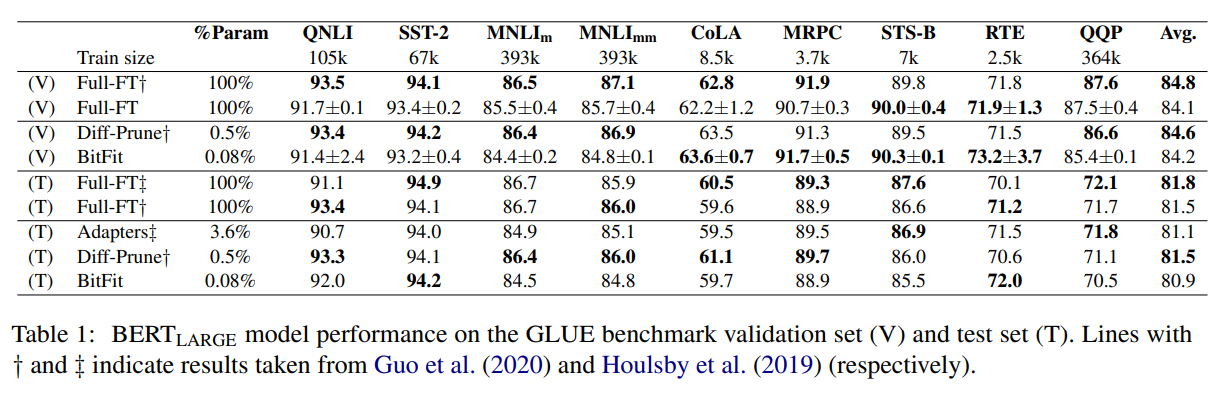 %Param QNLI SST-2 MNLIm MNLImm CoLA MRPC STS-B RTE QQP Avg.
Train size 105k 67k 393k 393k 8.5k 3.7k 7k 2.5k 364k
(V) Full-FT† 100% 93.5 94.1 86.5 87.1 62.8 91.9 89.8 71.8 87.6 84.8
(V) Full-FT 100% 91.7±0.1 93.4±0.2 85.5±0.4 85.7±0.4 62.2±1.2 90.7±0.3 90.0±0.4 71.9±1.3 87.5±0.4 84.1
(V) Diff-Prune† 0.5% 93.4 94.2 86.4 86.9 63.5 91.3 89.5 71.5 86.6 84.6
(V) BitFit 0.08% 91.4±2.4 93.2±0.4 84.4±0.2 84.8±0.1 63.6±0.7 91.7±0.5 90.3±0.1 73.2±3.7 85.4±0.1 84.2
(T) Full-FT‡ 100% 91.1 94.9 86.7 85.9 60.5 89.3 87.6 70.1 72.1 81.8
(T) Full-FT† 100% 93.4 94.1 86.7 86.0 59.6 88.9 86.6 71.2 71.7 81.5
(T) Adapters‡ 3.6% 90.7 94.0 84.9 85.1 59.5 89.5 86.9 71.5 71.8 81.1
(T) Diff-Prune† 0.5% 93.3 94.1 86.4 86.0 61.1 89.7 86.0 70.6 71.1 81.5
(T) BitFit 0.08% 92.0 94.2 84.5 84.8 59.7 88.9 85.5 72.0 70.5 80.9
Table 1: BERTLARGE model performance on the GLUE benchmark validation set (V) and test set (T). Lines with
† and ‡ indicate results taken from Guo et al. (2020) and Houlsby et al. (2019) (respectively).